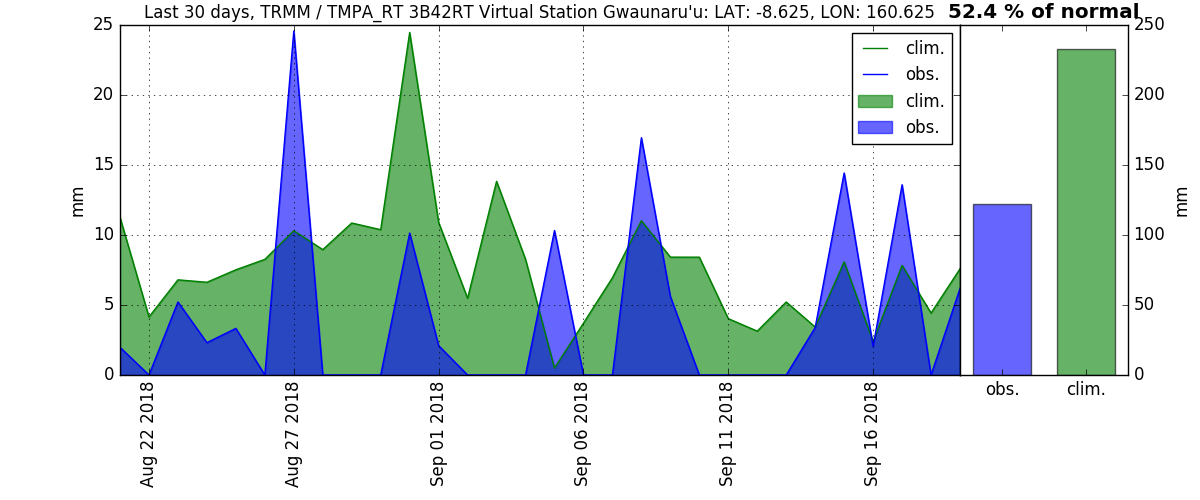 Last 30 days, TRMM / TMPA_RT 3B42RT Virtual Station Gwaunaru'u: LAT: -8.625, LON: 160.625
52.4 % of normal
25
20
15
10
5
0
mm
clim.
obs.
clim.
obs.
Aug 22 2018
Aug 27 2018
Sep 01 2018
Sep 06 2018
Sep 11 2018
Sep 16 2018
250
200
150
100
50
0
mm
obs.
clim.